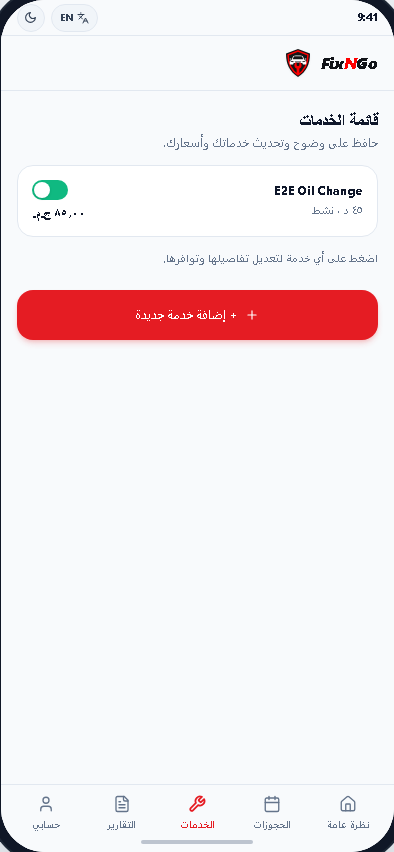 9:41
EN
FixNGo
قائمة الخدمات
حافظ على وضوح وتحديث خدماتك وأسعارك.
E2E Oil Change
٤٥ د · نشط
٨٥٫٠٠ ج.م.
اضغط على أي خدمة لتعديل تفاصيلها وتوافرها.
+ إضافة خدمة جديدة
نظرة عامة
الحجوزات
الخدمات
التقارير
حسابي